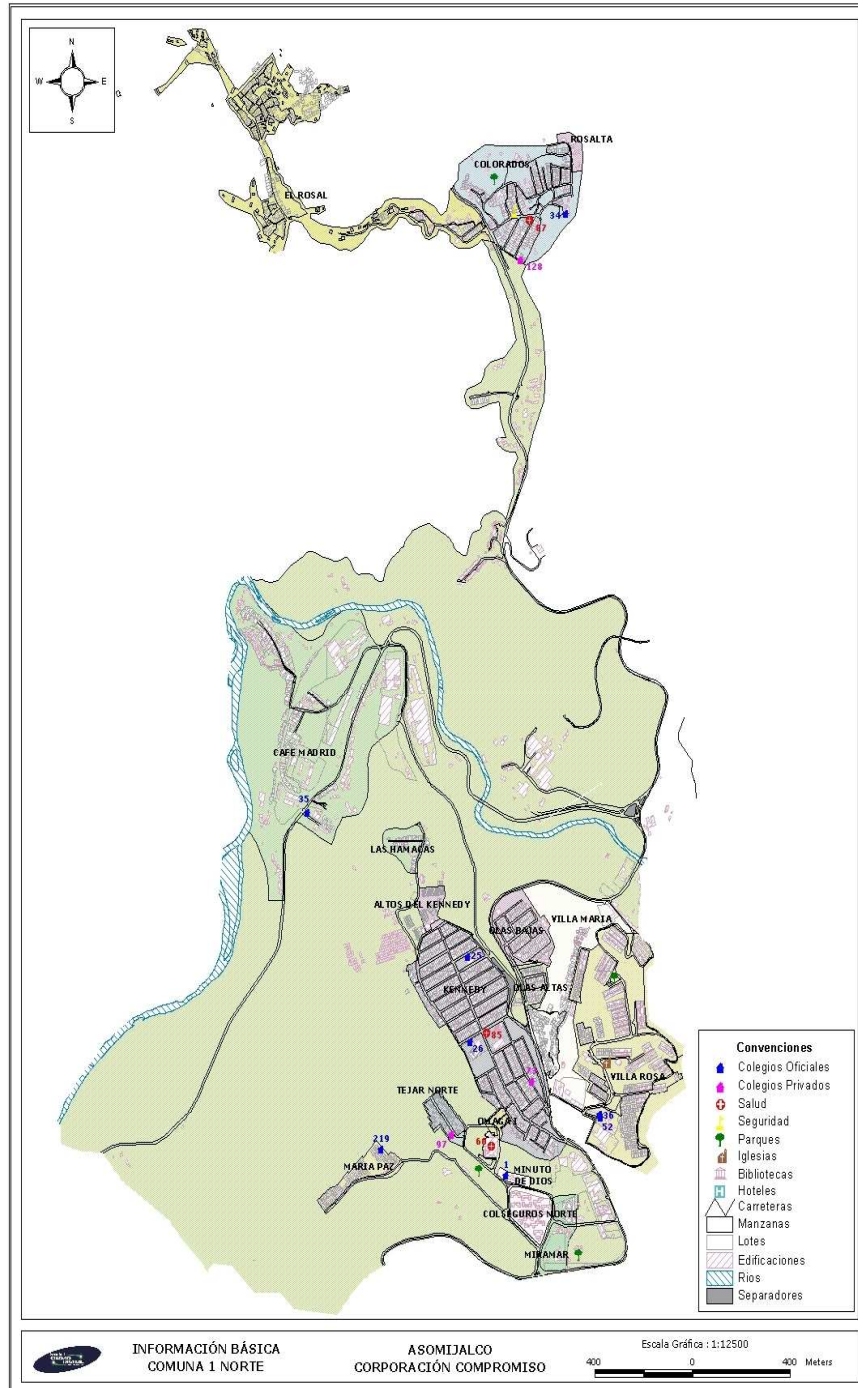 N
W E
S
ROSALTA
COLORADOS
EL ROSAL
34
67
128
CAFE MADRID
35
LAS HAMACAS
ALTOS DEL KENNEDY
VILLA MARIA
OLAS BAJAS
25
KENNEDY
OLAS ALTAS
85
26
VILLA ROSA
TEJAR NORTE
36
52
219
97
60
MARIA PAZ
1
MINUTO
DE DIOS
COLSEGUROS NORTE
MIRAMAR
Convenciones
Colegios Oficiales
Colegios Privados
Salud
Seguridad
Parques
Iglesias
Bibliotecas
H Hoteles
Carreteras
Manzanas
Lotes
Edificaciones
Rios
Separadores
INFORMACIÓN BÁSICA
COMUNA 1 NORTE
ASOMIJALCO
CORPORACIÓN COMPROMISO
Escala Gráfica : 1:12500
400 0 400 Meters